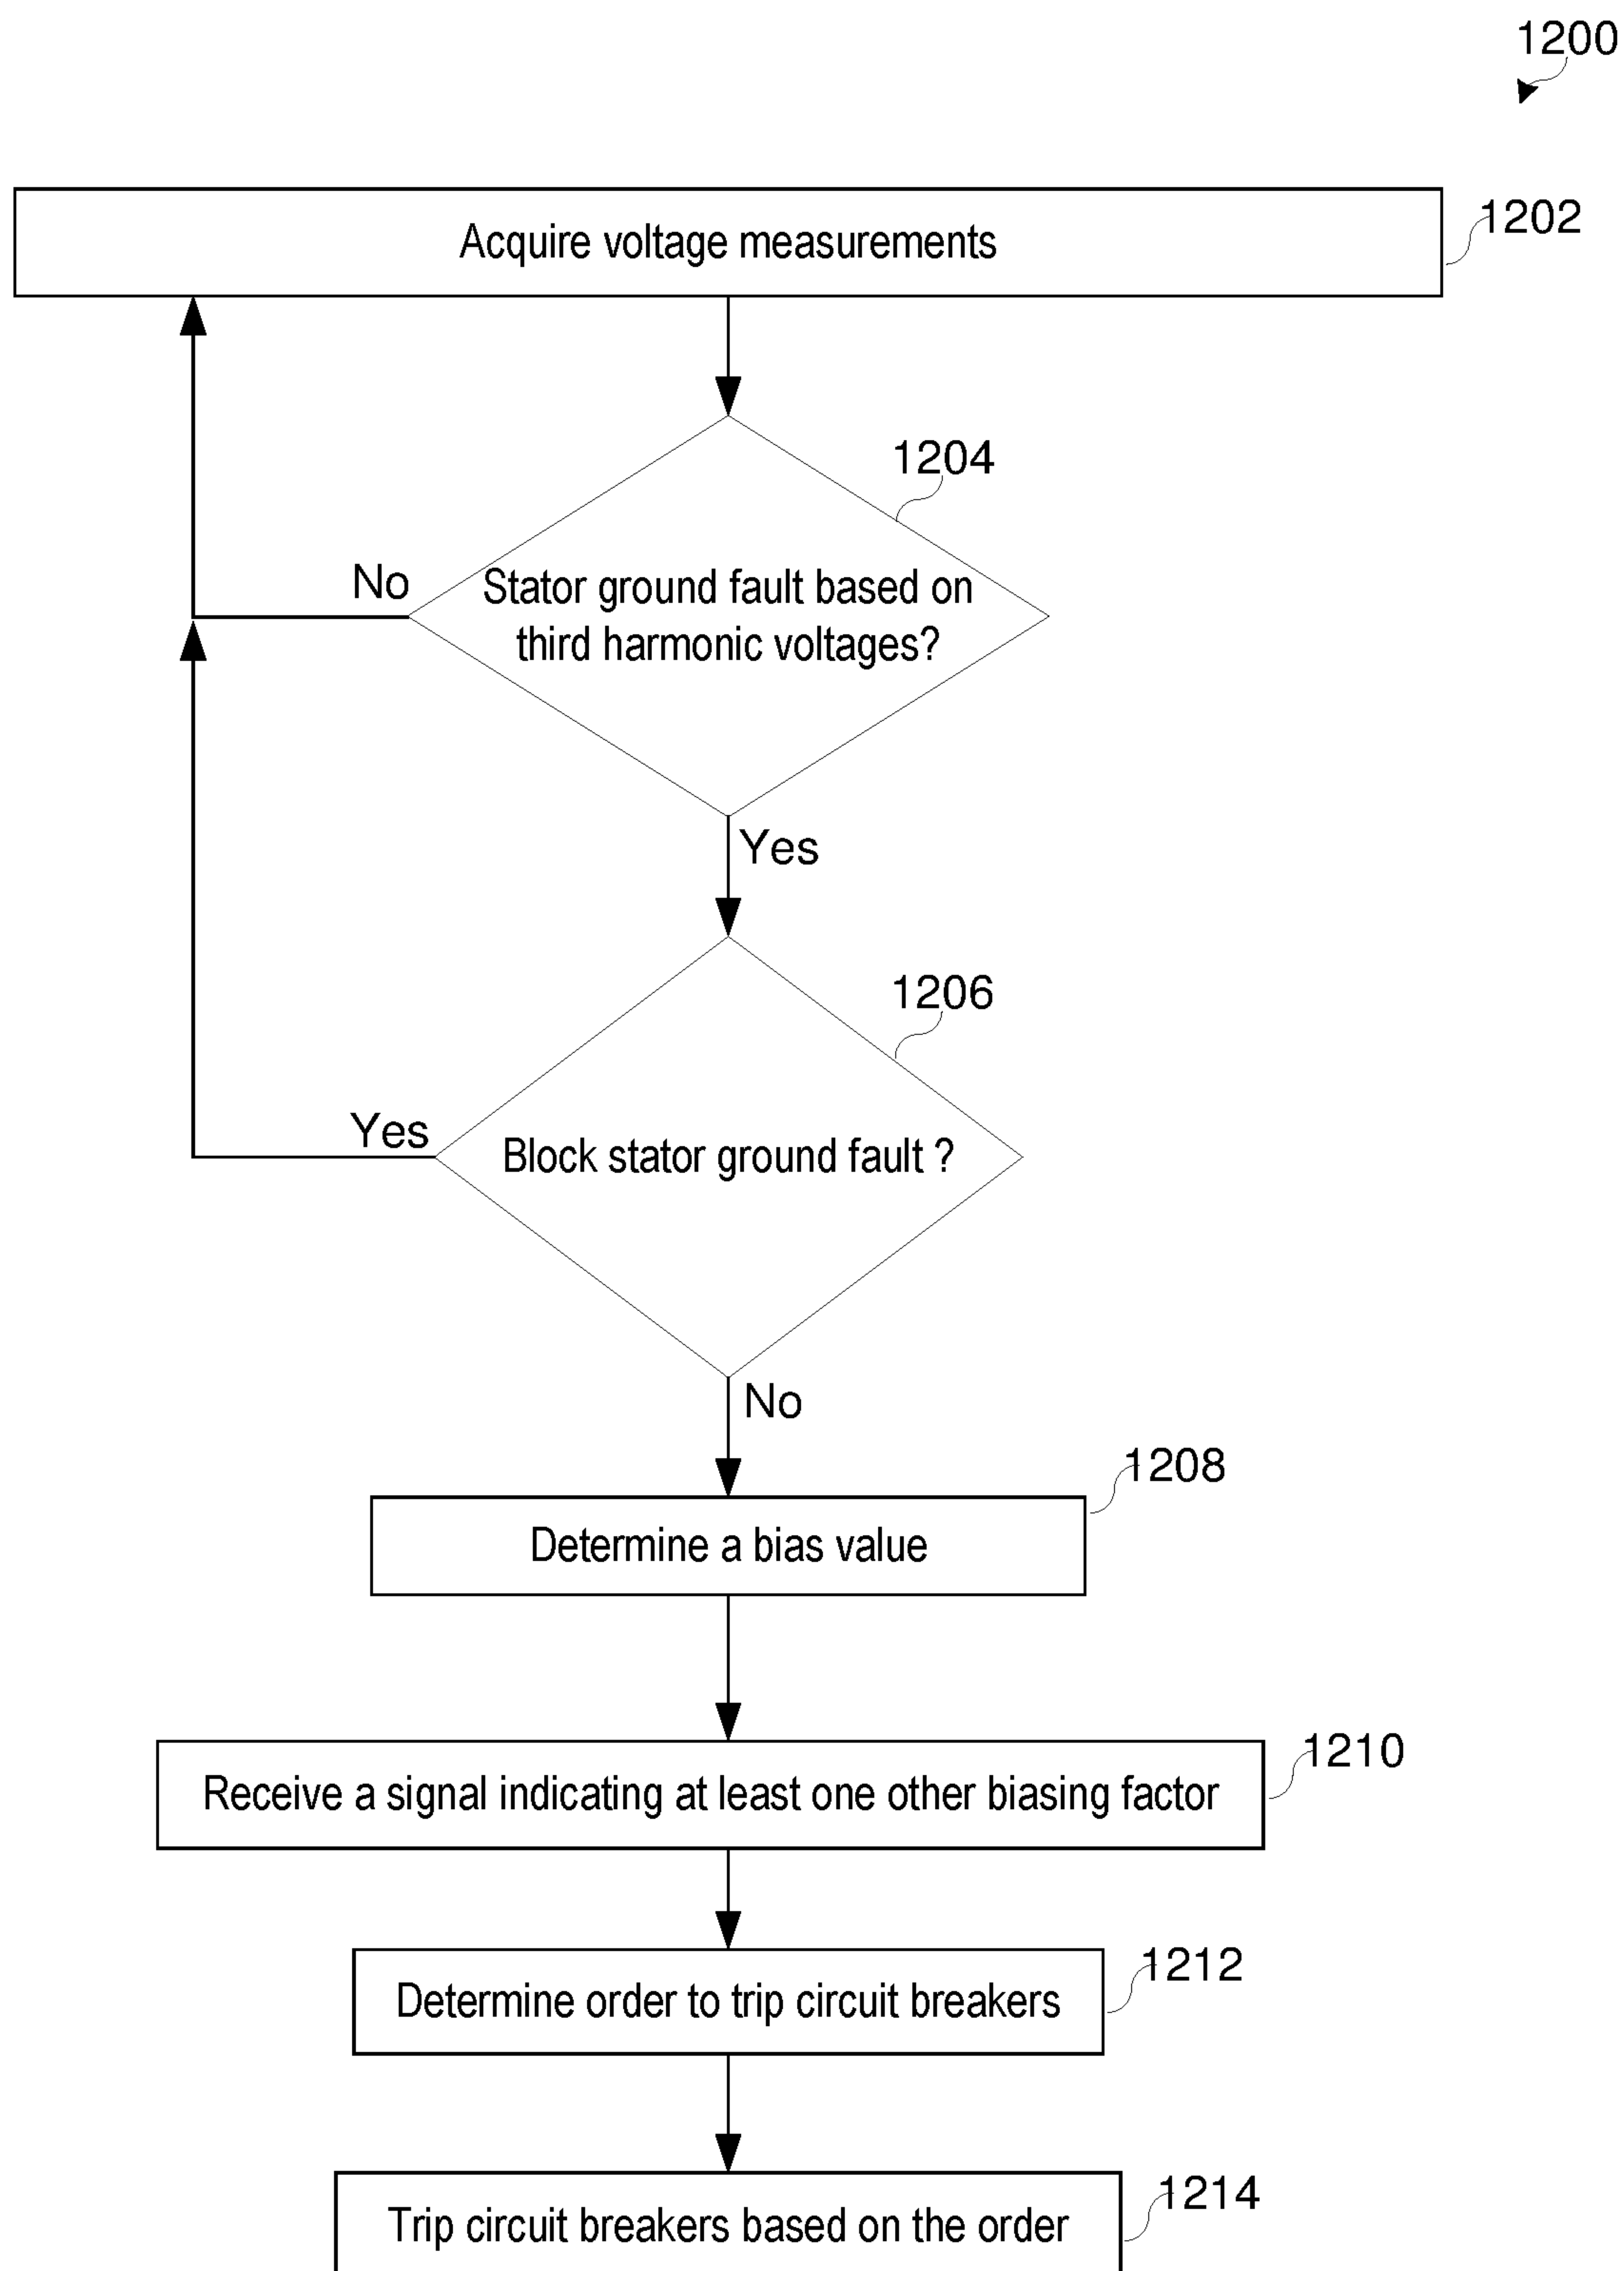 1200
Acquire voltage measurements
1202
1204
No
Stator ground fault based on
third harmonic voltages?
Yes
1206
Yes
Block stator ground fault ?
No
1208
Determine a bias value
1210
Receive a signal indicating at least one other biasing factor
1212
Determine order to trip circuit breakers
1214
Trip circuit breakers based on the order